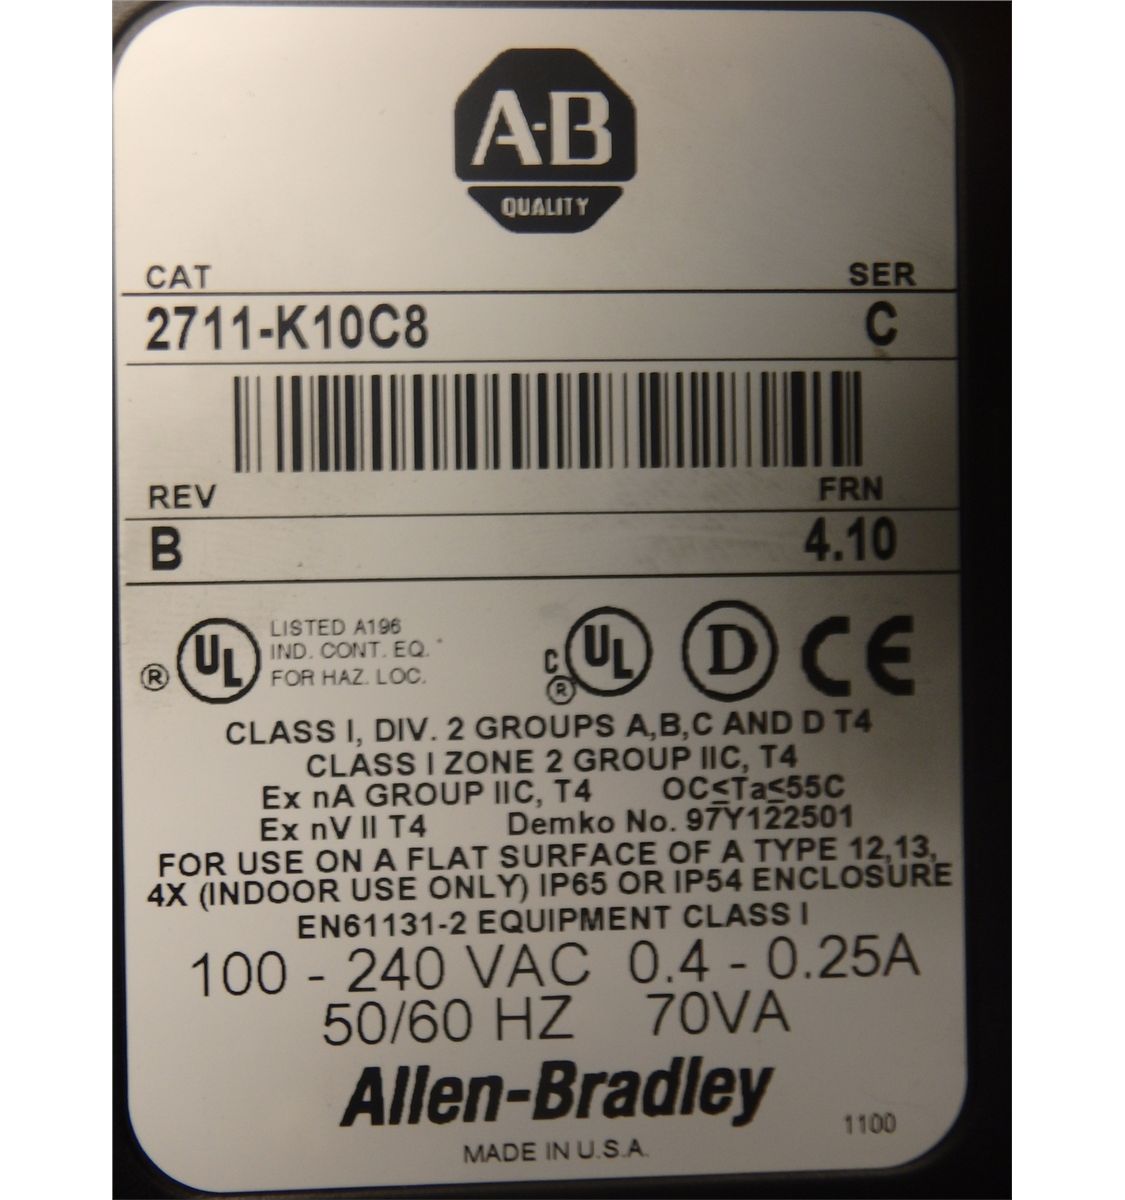 A-B
QUALITY
CAT SER
2711-K10C8 C
REV FRN
B 4.10
® UL LISTED A196
IND. CONT. EQ.
FOR HAZ. LOC.
C UL ® D CE
CLASS I, DIV. 2 GROUPS A,B,C AND D T4
CLASS I ZONE 2 GROUP IIC, T4
Ex nA GROUP IIC, T4 OC≤Ta≤55C
Ex nV II T4 Demko No. 97Y122501
FOR USE ON A FLAT SURFACE OF A TYPE 12,13,
4X (INDOOR USE ONLY) IP65 OR IP54 ENCLOSURE
EN61131-2 EQUIPMENT CLASS I
100 - 240 VAC 0.4 - 0.25A
50/60 HZ 70VA
Allen-Bradley
1100
MADE IN U.S.A.